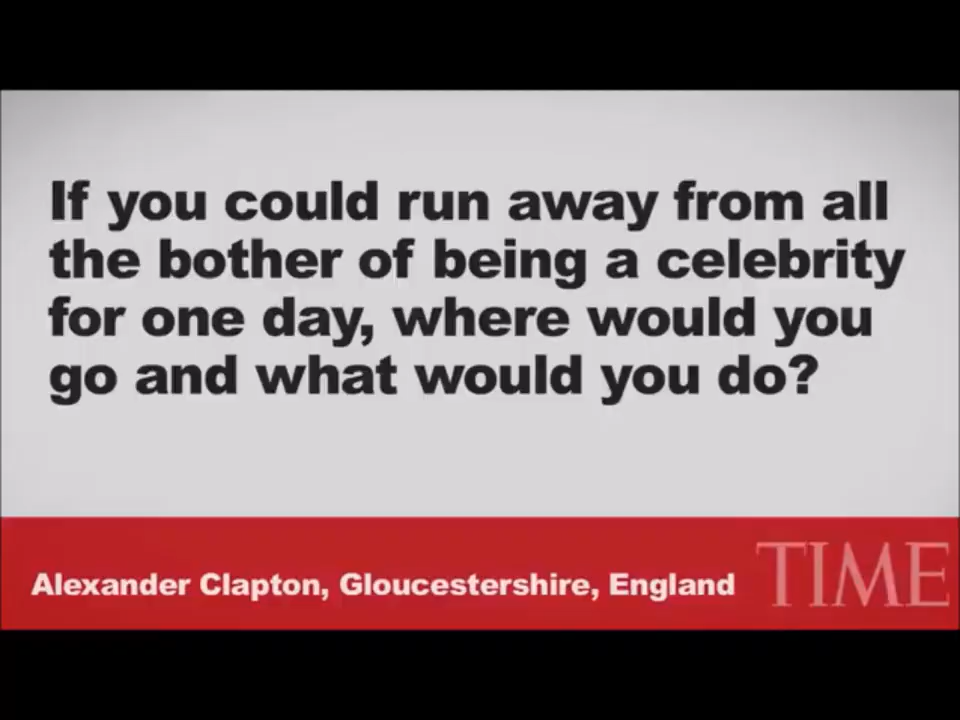 If you could run away from all
the bother of being a celebrity
for one day, where would you
go and what would you do?
Alexander Clapton, Gloucestershire, England
TIME